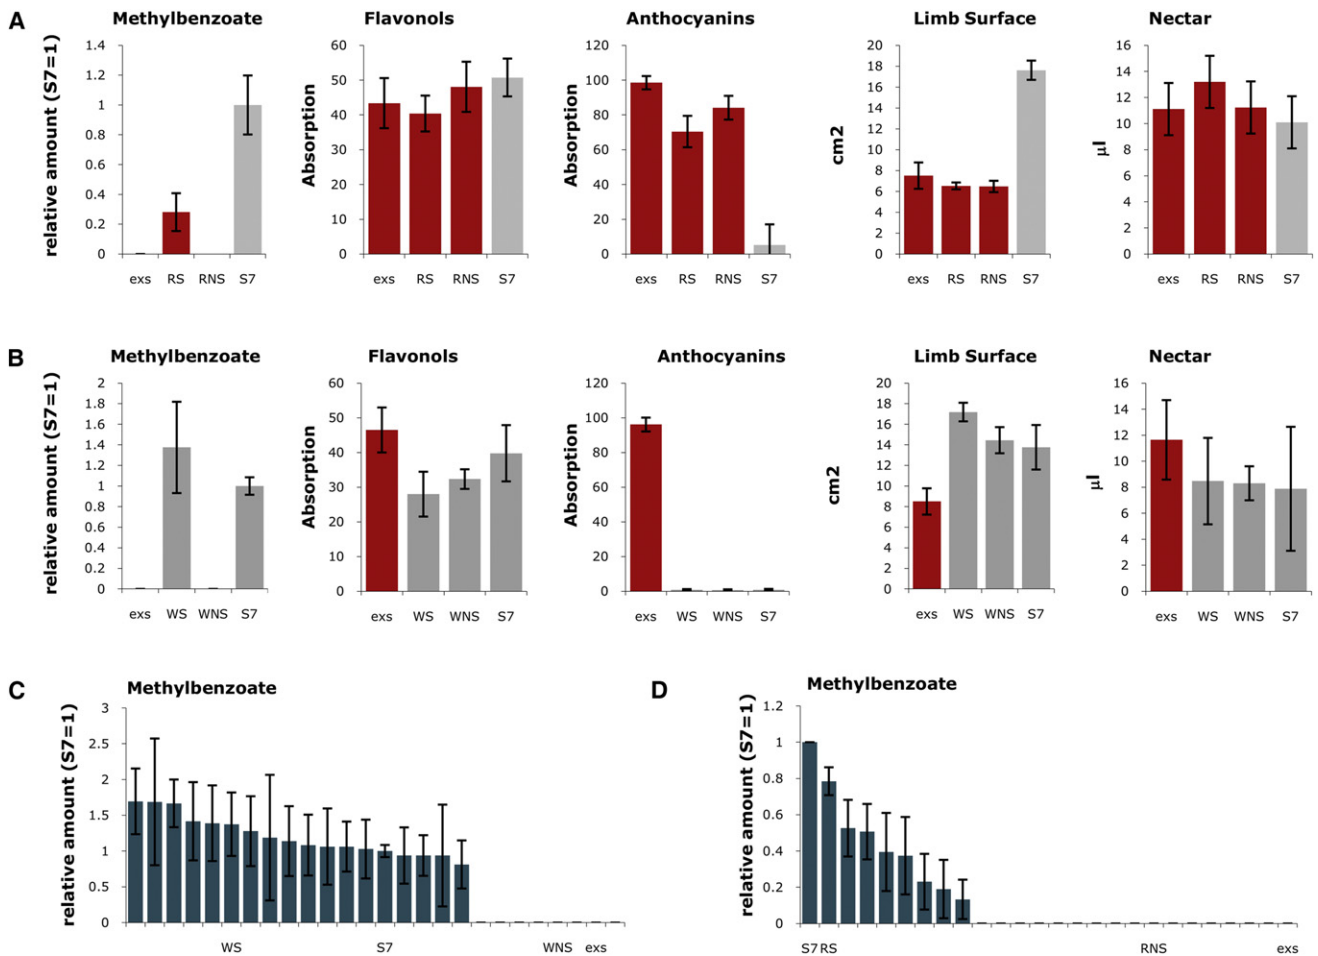 A
Methylbenzoate
Flavonols
Anthocyanins
Limb Surface
Nectar
relative amount (S7=1)
1.4
1.2
1
0.8
0.6
0.4
0.2
0
exs RS RNS S7
Absorption
60
50
40
30
20
10
0
exs RS RNS S7
Absorption
120
100
80
60
40
20
0
exs RS RNS S7
cm2
20
18
16
14
12
10
8
6
4
2
0
exs RS RNS S7
µl
16
14
12
10
8
6
4
2
0
exs RS RNS S7
B
Methylbenzoate
Flavonols
Anthocyanins
Limb Surface
Nectar
relative amount (S7=1)
2
1.8
1.6
1.4
1.2
1
0.8
0.6
0.4
0.2
0
exs WS WNS S7
Absorption
60
50
40
30
20
10
0
exs WS WNS S7
Absorption
120
100
80
60
40
20
0
exs WS WNS S7
cm2
20
18
16
14
12
10
8
6
4
2
0
exs WS WNS S7
µl
16
14
12
10
8
6
4
2
0
exs WS WNS S7
C
Methylbenzoate
relative amount (S7=1)
3
2.5
2
1.5
1
0.5
0
WS S7 WNS exs
D
Methylbenzoate
relative amount (S7=1)
1.2
1
0.8
0.6
0.4
0.2
0
S7 RS RNS exs